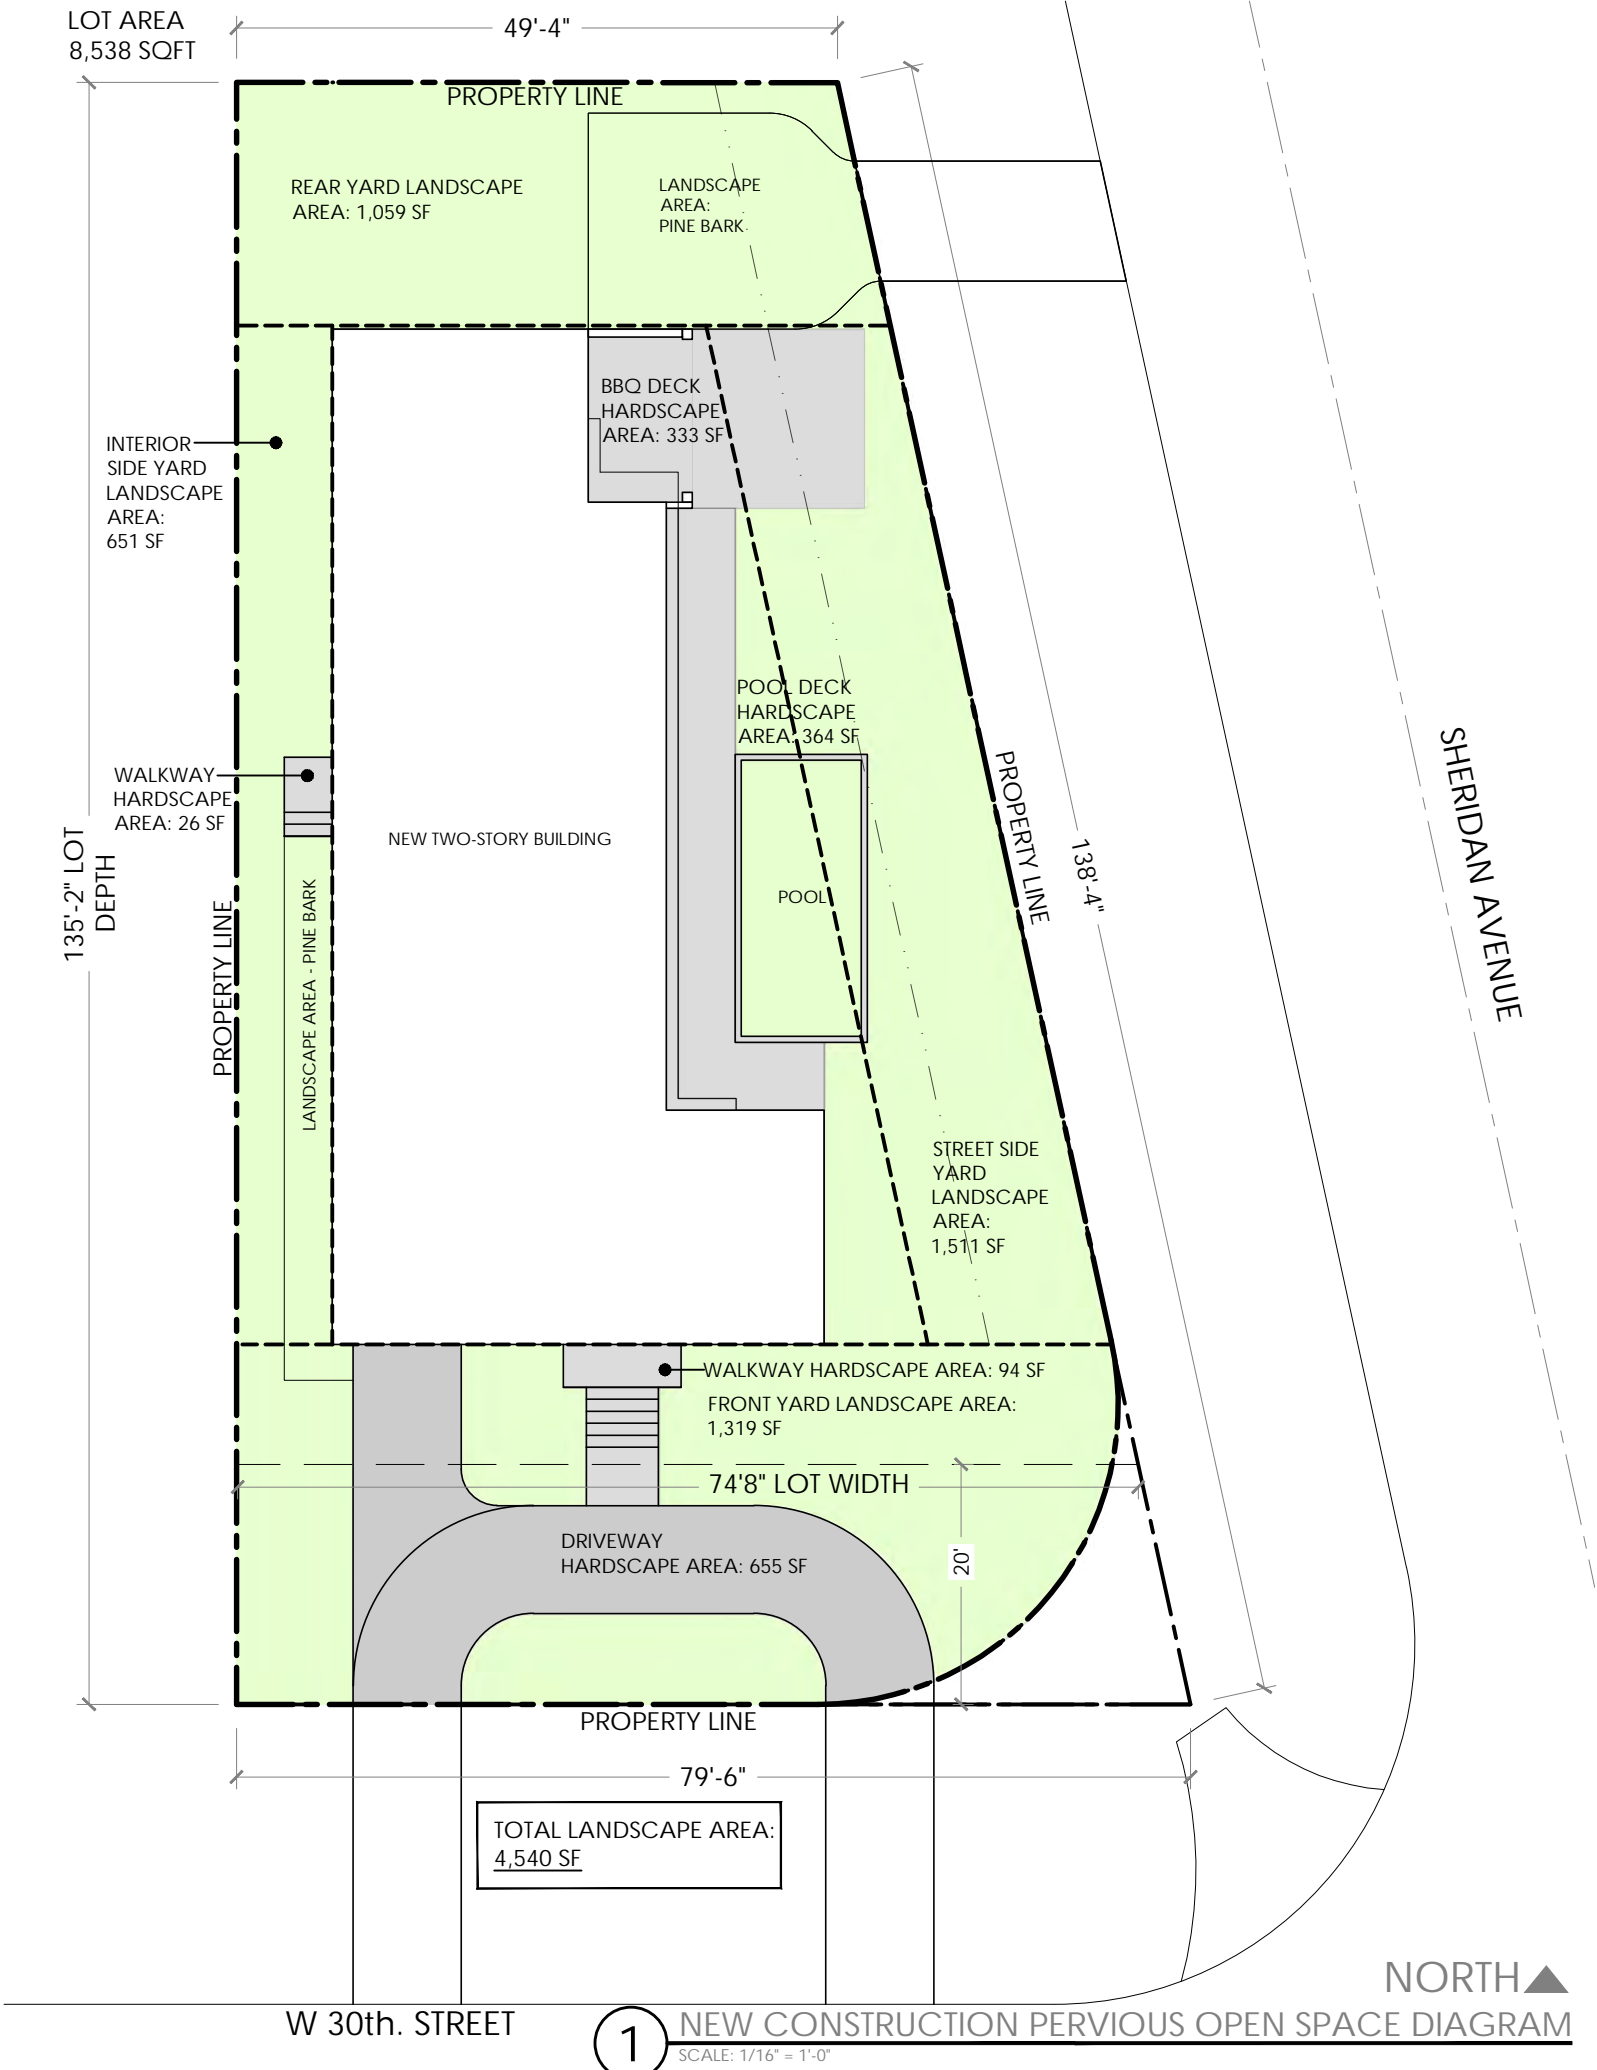 LOT AREA
8,538 SQFT
49'-4"
PROPERTY LINE
REAR YARD LANDSCAPE
AREA: 1,059 SF
LANDSCAPE
AREA:
PINE BARK
BBQ DECK
HARDSCAPE
AREA: 333 SF
INTERIOR
SIDE YARD
LANDSCAPE
AREA:
651 SF
POOL DECK
HARDSCAPE
AREA: 364 SF
WALKWAY
HARDSCAPE
AREA: 26 SF
NEW TWO-STORY BUILDING
POOL
135'-2" LOT
DEPTH
PROPERTY LINE
LANDSCAPE AREA - PINE BARK
PROPERTY LINE
138'-4"
SHERIDAN AVENUE
STREET SIDE
YARD
LANDSCAPE
AREA:
1,511 SF
WALKWAY HARDSCAPE AREA: 94 SF
FRONT YARD LANDSCAPE AREA:
1,319 SF
74'8" LOT WIDTH
DRIVEWAY
HARDSCAPE AREA: 655 SF
20'
PROPERTY LINE
79'-6"
TOTAL LANDSCAPE AREA:
4,540 SF
NORTH
W 30th. STREET
1
NEW CONSTRUCTION PERVIOUS OPEN SPACE DIAGRAM
SCALE: 1/16" = 1'-0"